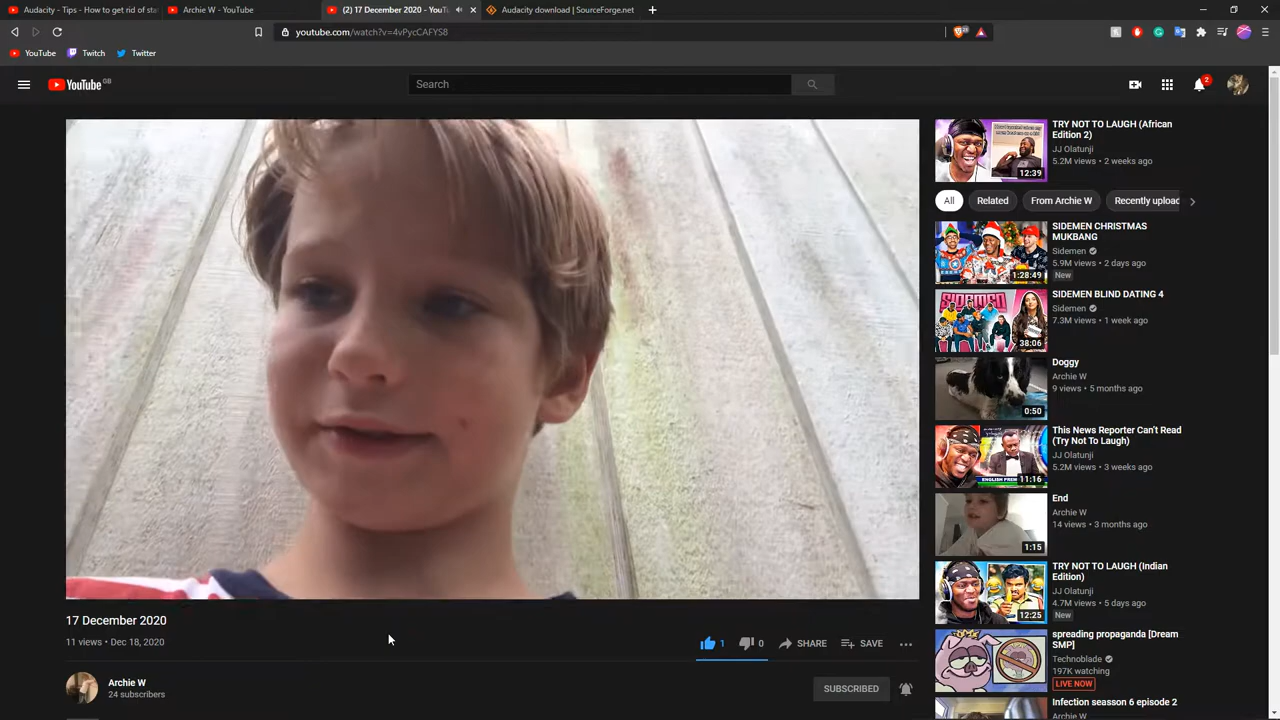 Audacity - Tips - How to get rid of sta
Archie W - YouTube
(2) 17 December 2020 - YouT
Audacity download | SourceForge.net
youtube.com/watch?v=4vPycCAFYS8
YouTube
Twitch
Twitter
YouTube GB
Search
2
TRY NOT TO LAUGH (African
Edition 2)
JJ Olatunji
5.2M views • 2 weeks ago
12:39
All
Related
From Archie W
Recently upload
SIDEMEN CHRISTMAS
MUKBANG
Sidemen
5.9M views • 2 days ago
New
1:28:49
SIDEMEN BLIND DATING 4
Sidemen
7.3M views • 1 week ago
SIDEMEN
38:06
Doggy
Archie W
9 views • 5 months ago
0:50
This News Reporter Can't Read
(Try Not To Laugh)
JJ Olatunji
5.2M views • 3 weeks ago
11:16
End
Archie W
14 views • 3 months ago
1:15
TRY NOT TO LAUGH (Indian
Edition)
JJ Olatunji
4.7M views • 5 days ago
New
12:25
spreading propaganda [Dream
SMP]
Technoblade
197K watching
LIVE NOW
Infection seasson 6 episode 2
Archie W
17 December 2020
11 views • Dec 18, 2020
1
0
SHARE
SAVE
Archie W
24 subscribers
SUBSCRIBED